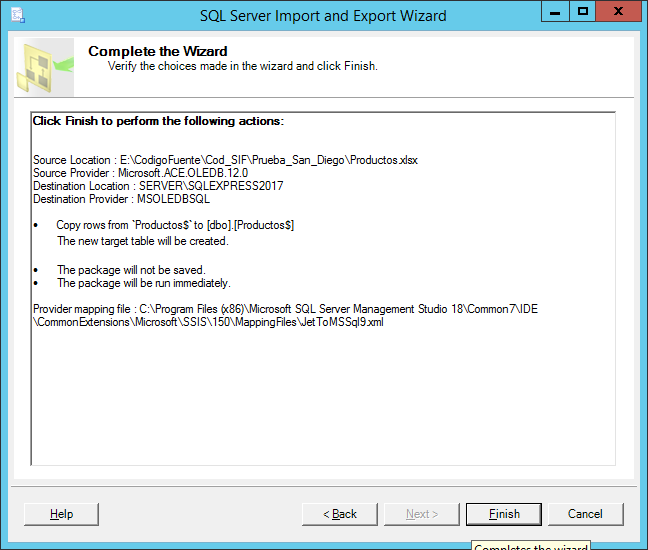 SQL Server Import and Export Wizard
Complete the Wizard
Verify the choices made in the wizard and click Finish.
Click Finish to perform the following actions:
Source Location : E:\CodigoFuente\Cod_SIF\Prueba_San_Diego\Productos.xlsx
Source Provider : Microsoft.ACE.OLEDB.12.0
Destination Location : SERVER\SQLEXPRESS2017
Destination Provider : MSOLEDBSQL
• Copy rows from `Productos$` to [dbo].[Productos$]
The new target table will be created.
• The package will not be saved.
• The package will be run immediately.
Provider mapping file : C:\Program Files (x86)\Microsoft SQL Server Management Studio 18\Common7\IDE
\CommonExtensions\Microsoft\SSIS\150\MappingFiles\JetToMSSql9.xml
Help
< Back
Next >
Finish
Cancel
Completes the wizard